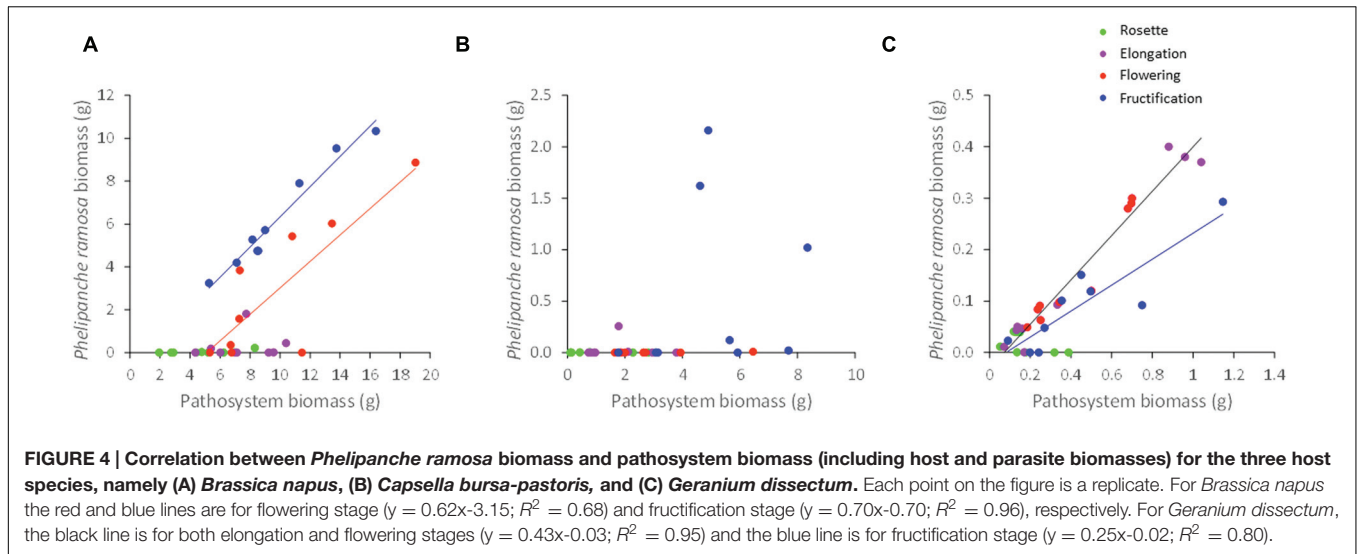 A
B
C
Rosette
Elongation
Flowering
Fructification
Phelipanche ramosa biomass (g)
12
10
8
6
4
2
0
0 2 4 6 8 10 12 14 16 18 20
Pathosystem biomass (g)
Phelipanche ramosa biomass (g)
2.5
2.0
1.5
1.0
0.5
0.0
0 2 4 6 8 10
Pathosystem biomass (g)
Phelipanche ramosa biomass (g)
0.5
0.4
0.3
0.2
0.1
0
0 0.2 0.4 0.6 0.8 1 1.2 1.4
Pathosystem biomass (g)
FIGURE 4 | Correlation between Phelipanche ramosa biomass and pathosystem biomass (including host and parasite biomasses) for the three host
species, namely (A) Brassica napus, (B) Capsella bursa-pastoris, and (C) Geranium dissectum. Each point on the figure is a replicate. For Brassica napus
the red and blue lines are for flowering stage (y = 0.62x-3.15; R² = 0.68) and fructification stage (y = 0.70x-0.70; R² = 0.96), respectively. For Geranium dissectum,
the black line is for both elongation and flowering stages (y = 0.43x-0.03; R² = 0.95) and the blue line is for fructification stage (y = 0.25x-0.02; R² = 0.80).